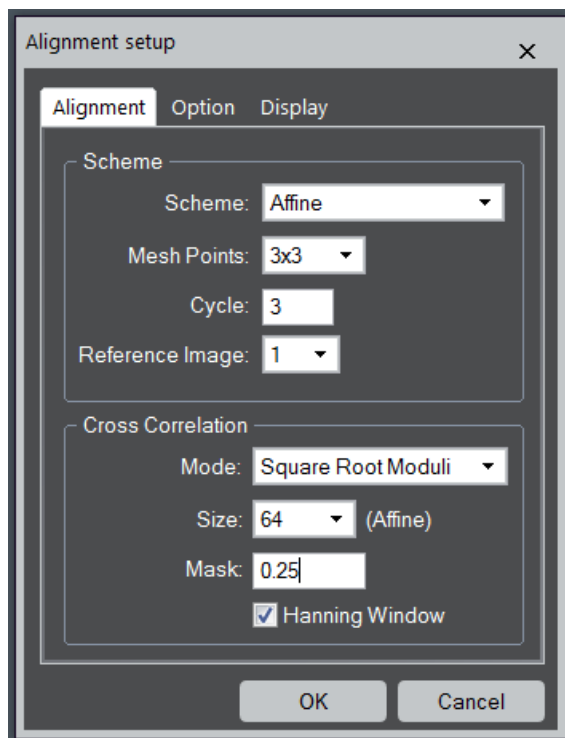 Alignment setup
Alignment Option Display
Scheme
Scheme: Affine
Mesh Points: 3x3
Cycle: 3
Reference Image: 1
Cross Correlation
Mode: Square Root Moduli
Size: 64 (Affine)
Mask: 0.25
Hanning Window
OK Cancel